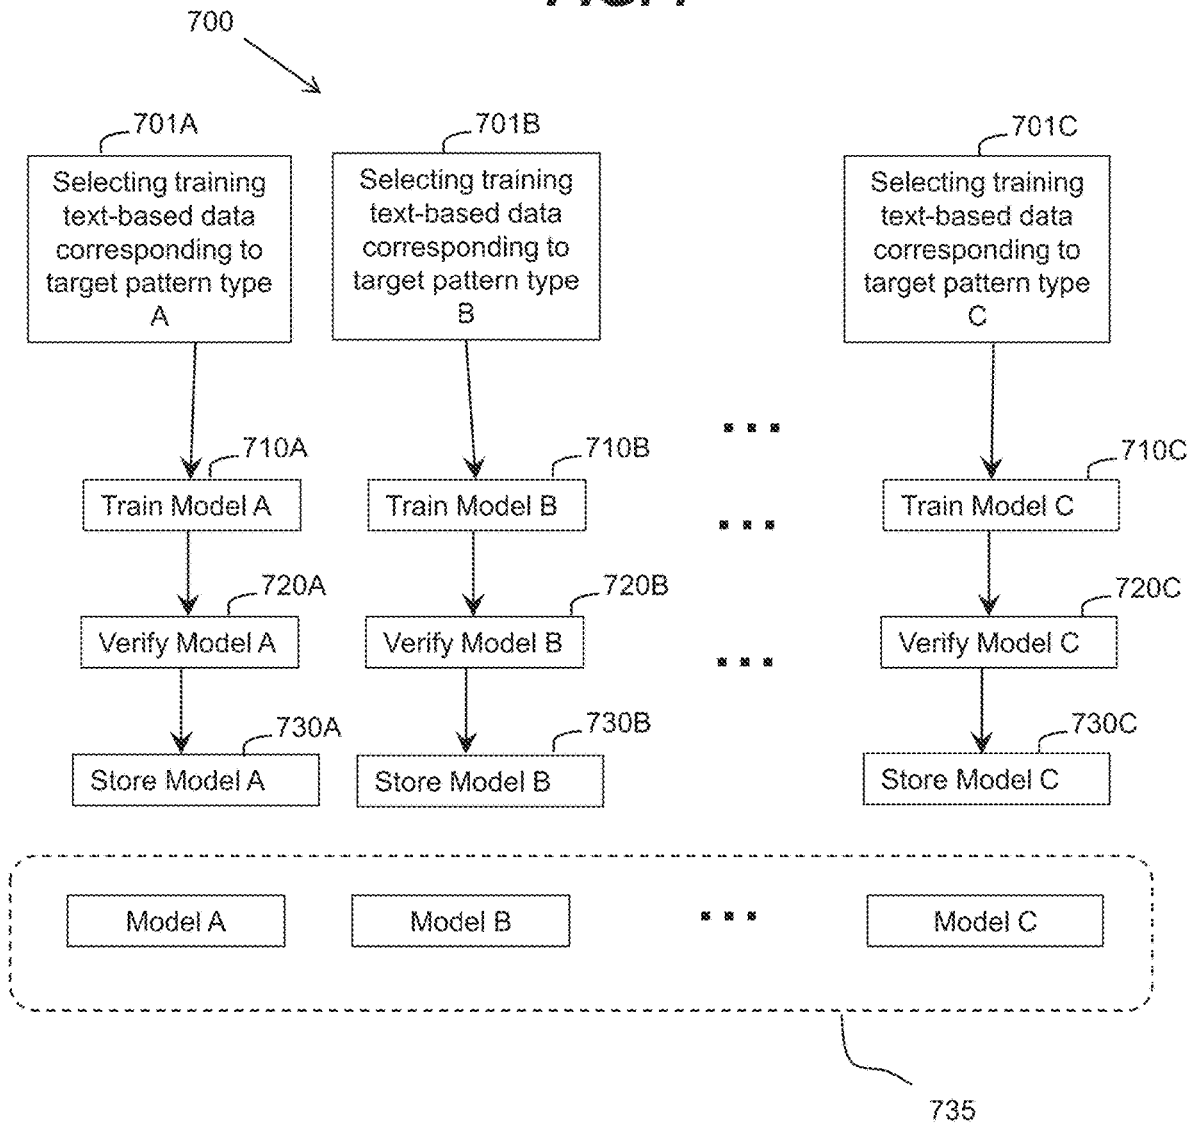 700
701A
701B
701C
Selecting training
text-based data
corresponding to
target pattern type
A
Selecting training
text-based data
corresponding to
target pattern type
B
Selecting training
text-based data
corresponding to
target pattern type
C
710A
710B
710C
Train Model A
Train Model B
Train Model C
720A
720B
720C
Verify Model A
Verify Model B
Verify Model C
730A
730B
730C
Store Model A
Store Model B
Store Model C
Model A
Model B
Model C
735